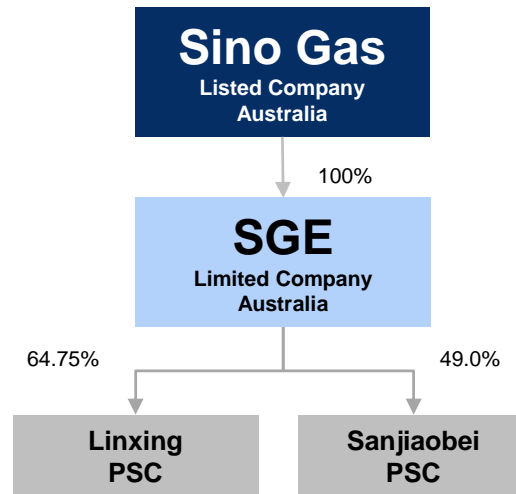 Sino Gas
Listed Company
Australia
100%
SGE
Limited Company
Australia
64.75%
49.0%
Linxing
PSC
Sanjiaobei
PSC